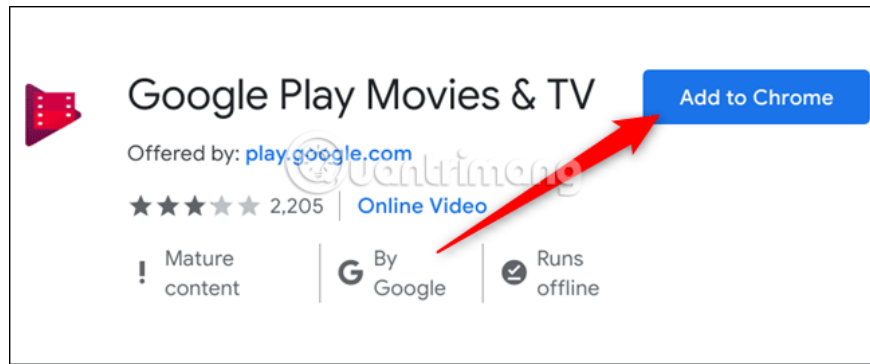 Google Play Movies & TV
Add to Chrome
Offered by: play.google.com
Quantrimang
2,205
Online Video
! Mature
content
G By
Google
Runs
offline